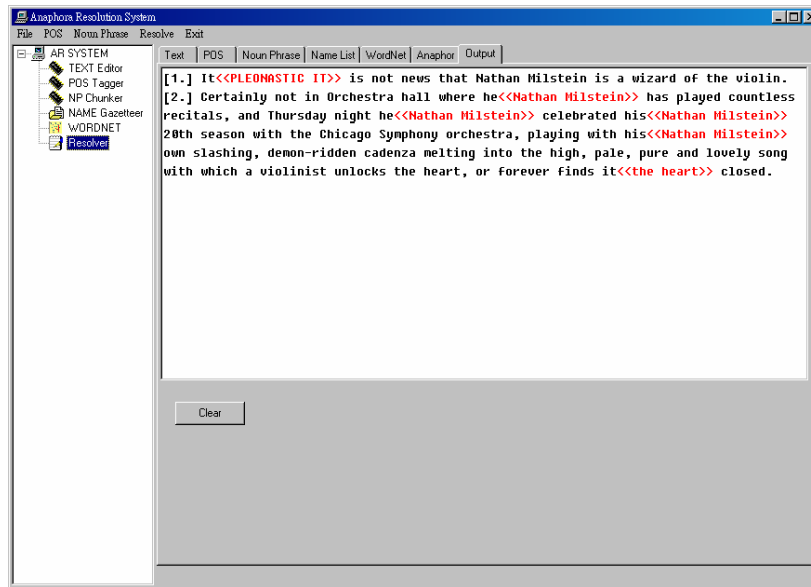 Anaphora Resolution System
File POS Noun Phrase Resolve Exit
AR SYSTEM
TEXT Editor
POS Tagger
NP Chunker
NAME Gazetteer
WORDNET
Resolver
Text POS Noun Phrase Name List WordNet Anaphor Output
[1.] It<<PLEONASTIC IT>> is not news that Nathan Milstein is a wizard of the violin.
[2.] Certainly not in Orchestra hall where he<<Nathan Milstein>> has played countless
recitals, and Thursday night he<<Nathan Milstein>> celebrated his<<Nathan Milstein>>
20th season with the Chicago Symphony orchestra, playing with his<<Nathan Milstein>>
own slashing, demon-ridden cadenza melting into the high, pale, pure and lovely song
with which a violinist unlocks the heart, or forever finds it<<the heart>> closed.
Clear